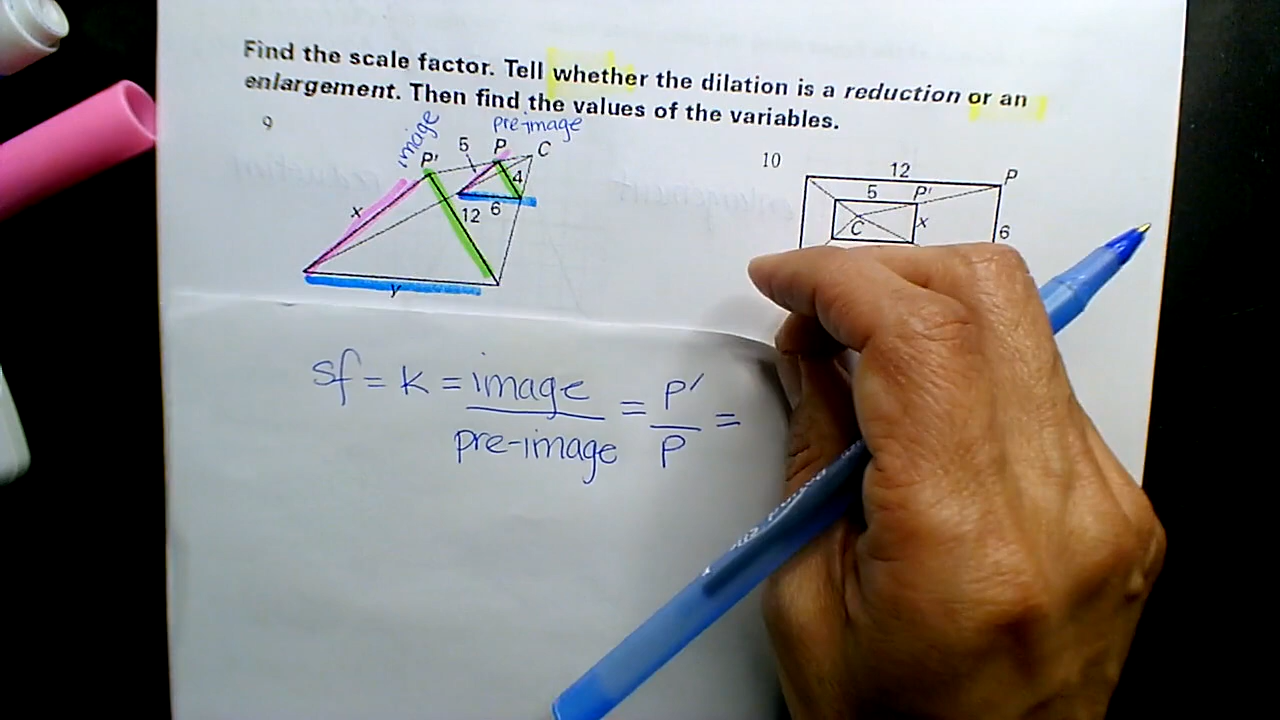 Find the scale factor. Tell whether the dilation is a reduction or an
enlargement. Then find the values of the variables.
9
image
pre-image
P'
5
P
C
4
x
12
6
y
10
12
P
5
P'
C
x
6
sf = k = image / pre-image = P' / P =